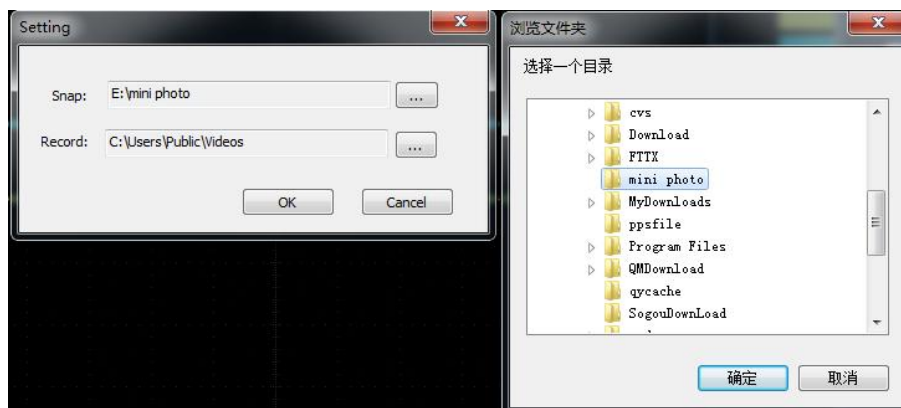 Setting
Snap:
E:\mini photo
...
Record:
C:\Users\Public\Videos
...
OK
Cancel
浏览文件夹
选择一个目录
cvs
Download
FTTX
mini photo
MyDownloads
ppsfile
Program Files
QMDownload
qycache
SogouDownLoad
确定
取消